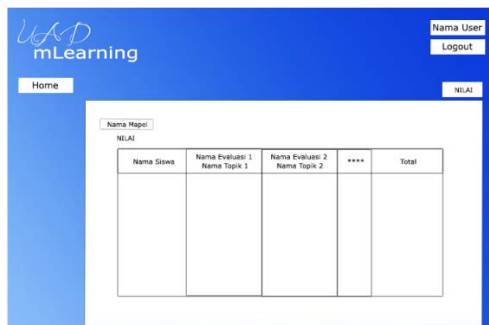 UAD
mLearning
Nama User
Logout
Home
NILAI
Nama Mapel
NILAI
Nama Siswa
Nama Evaluasi 1
Nama Topik 1
Nama Evaluasi 2
Nama Topik 2
****
Total